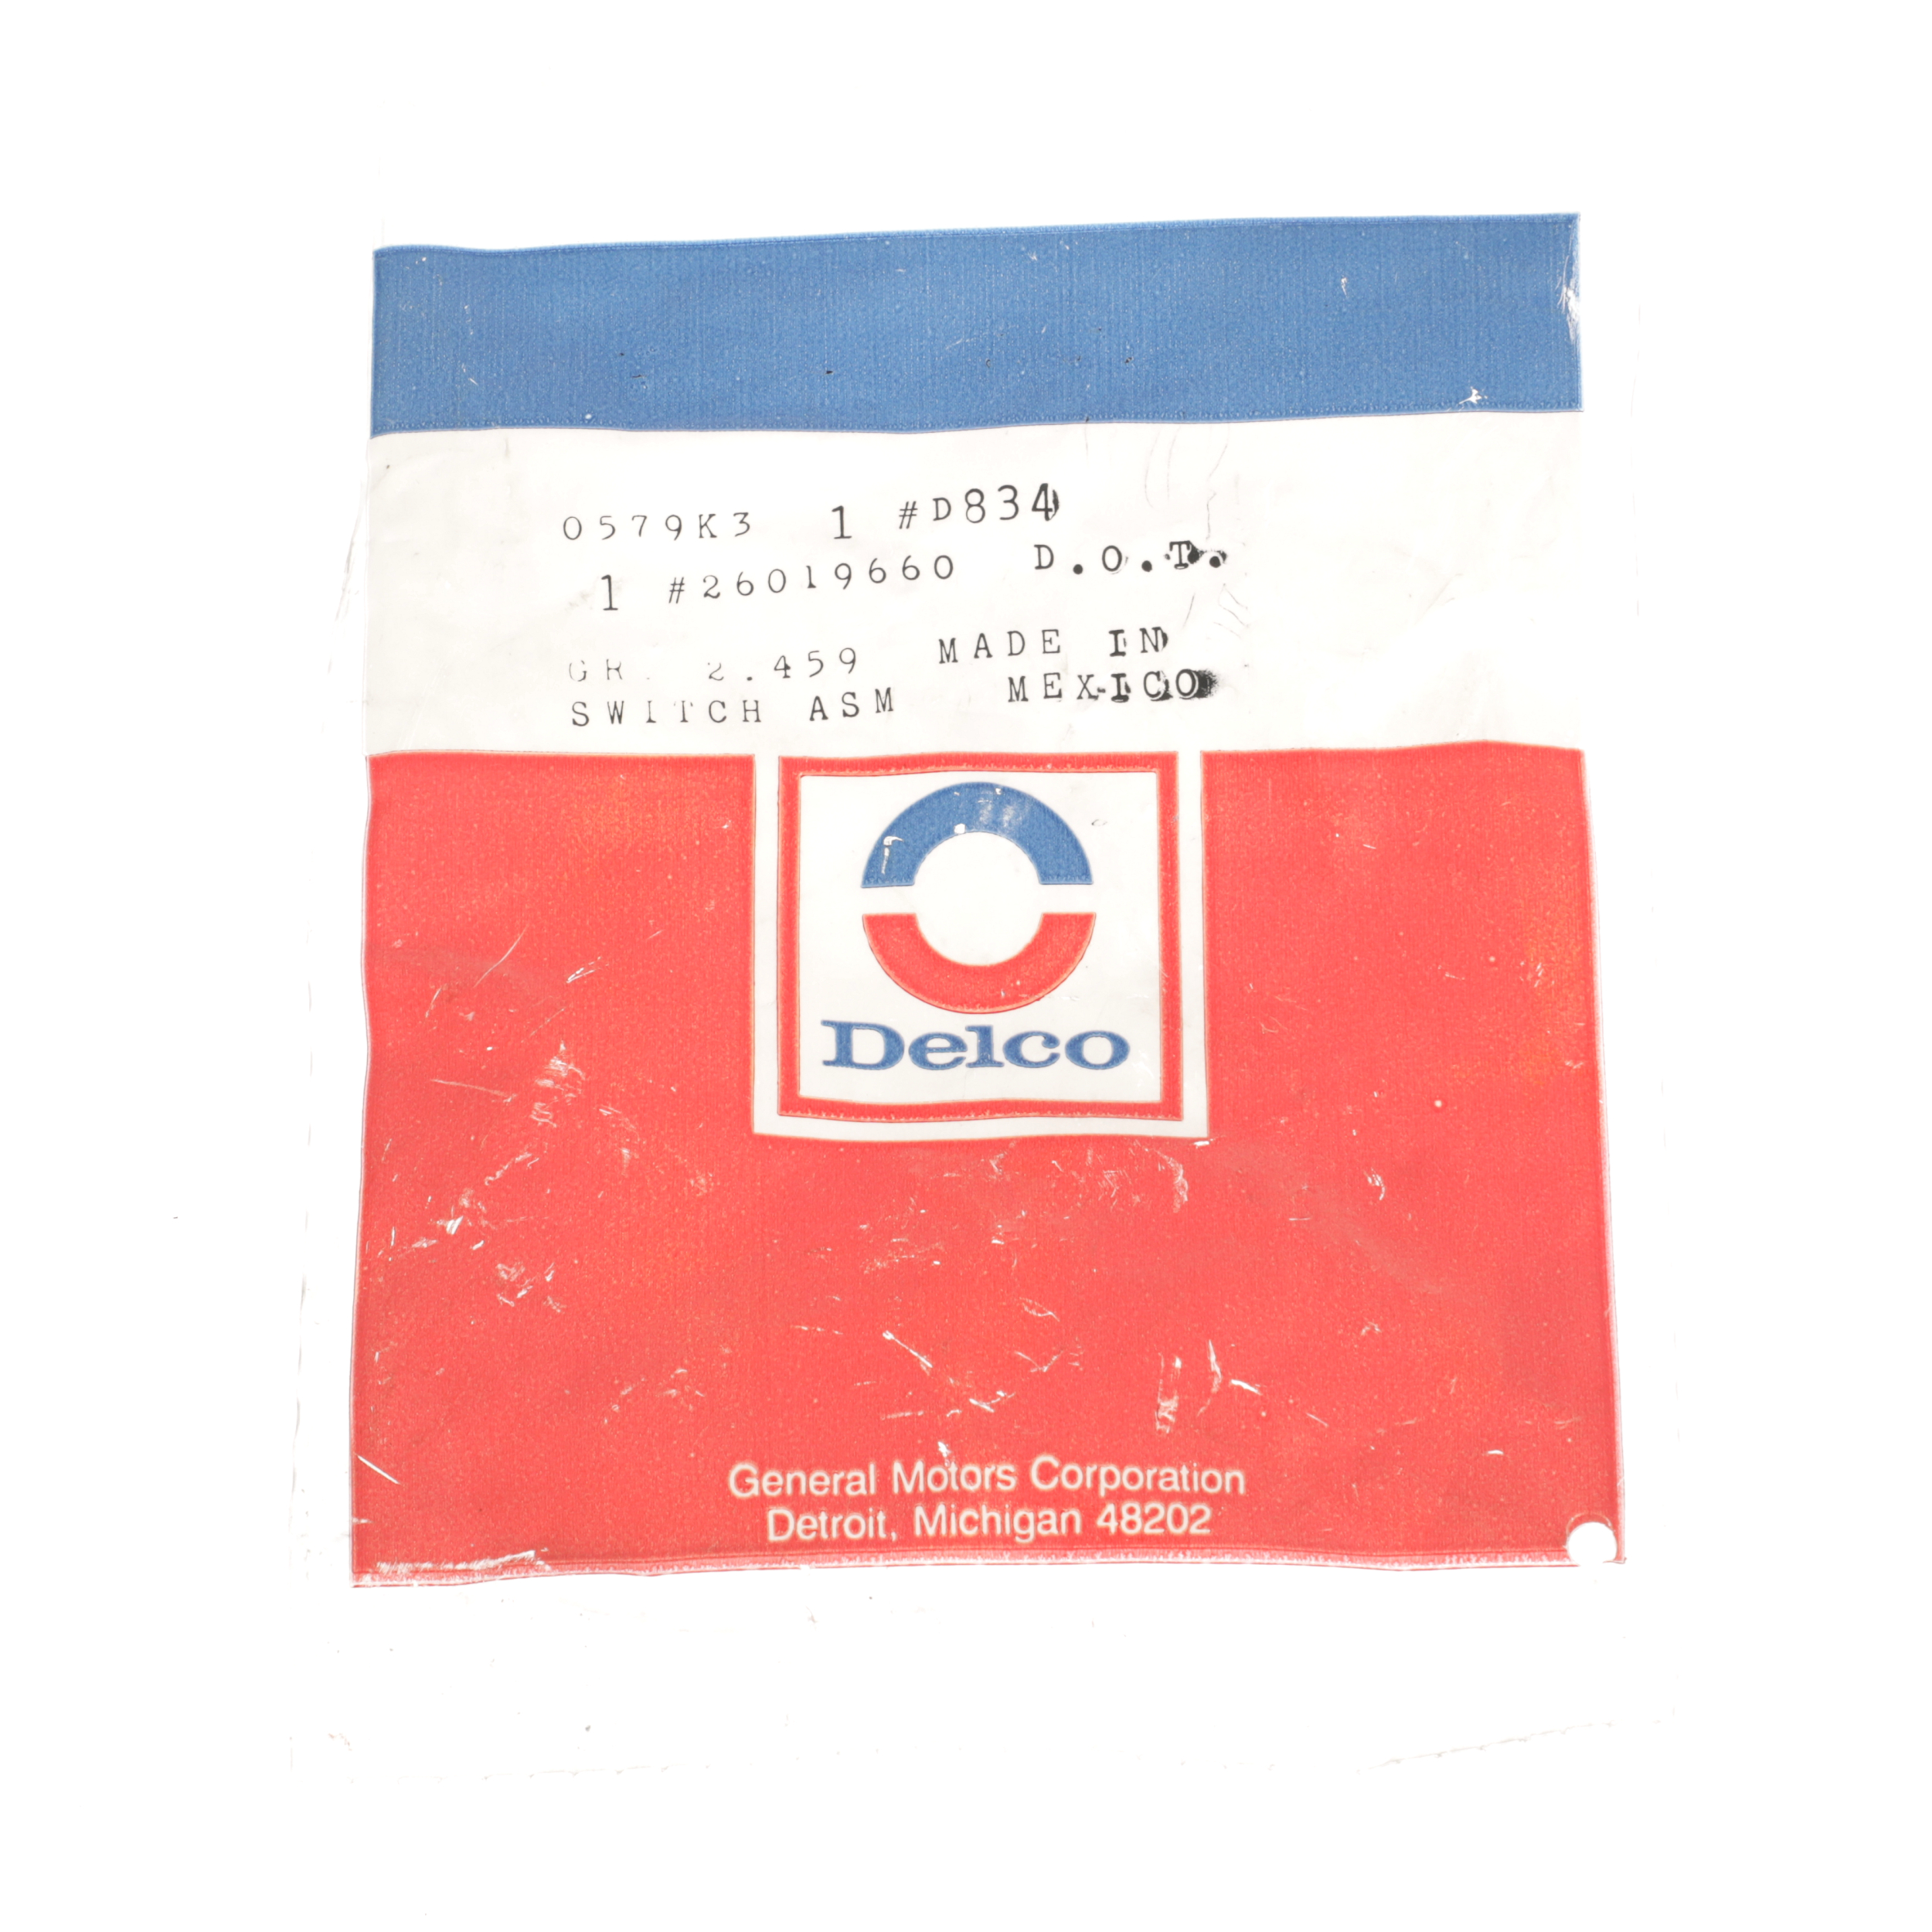 0579K3 1 #D834
1 #26019660 D.O.T.
GR. 2.459 MADE IN
SWITCH ASM MEXICO
Delco
General Motors Corporation
Detroit, Michigan 48202